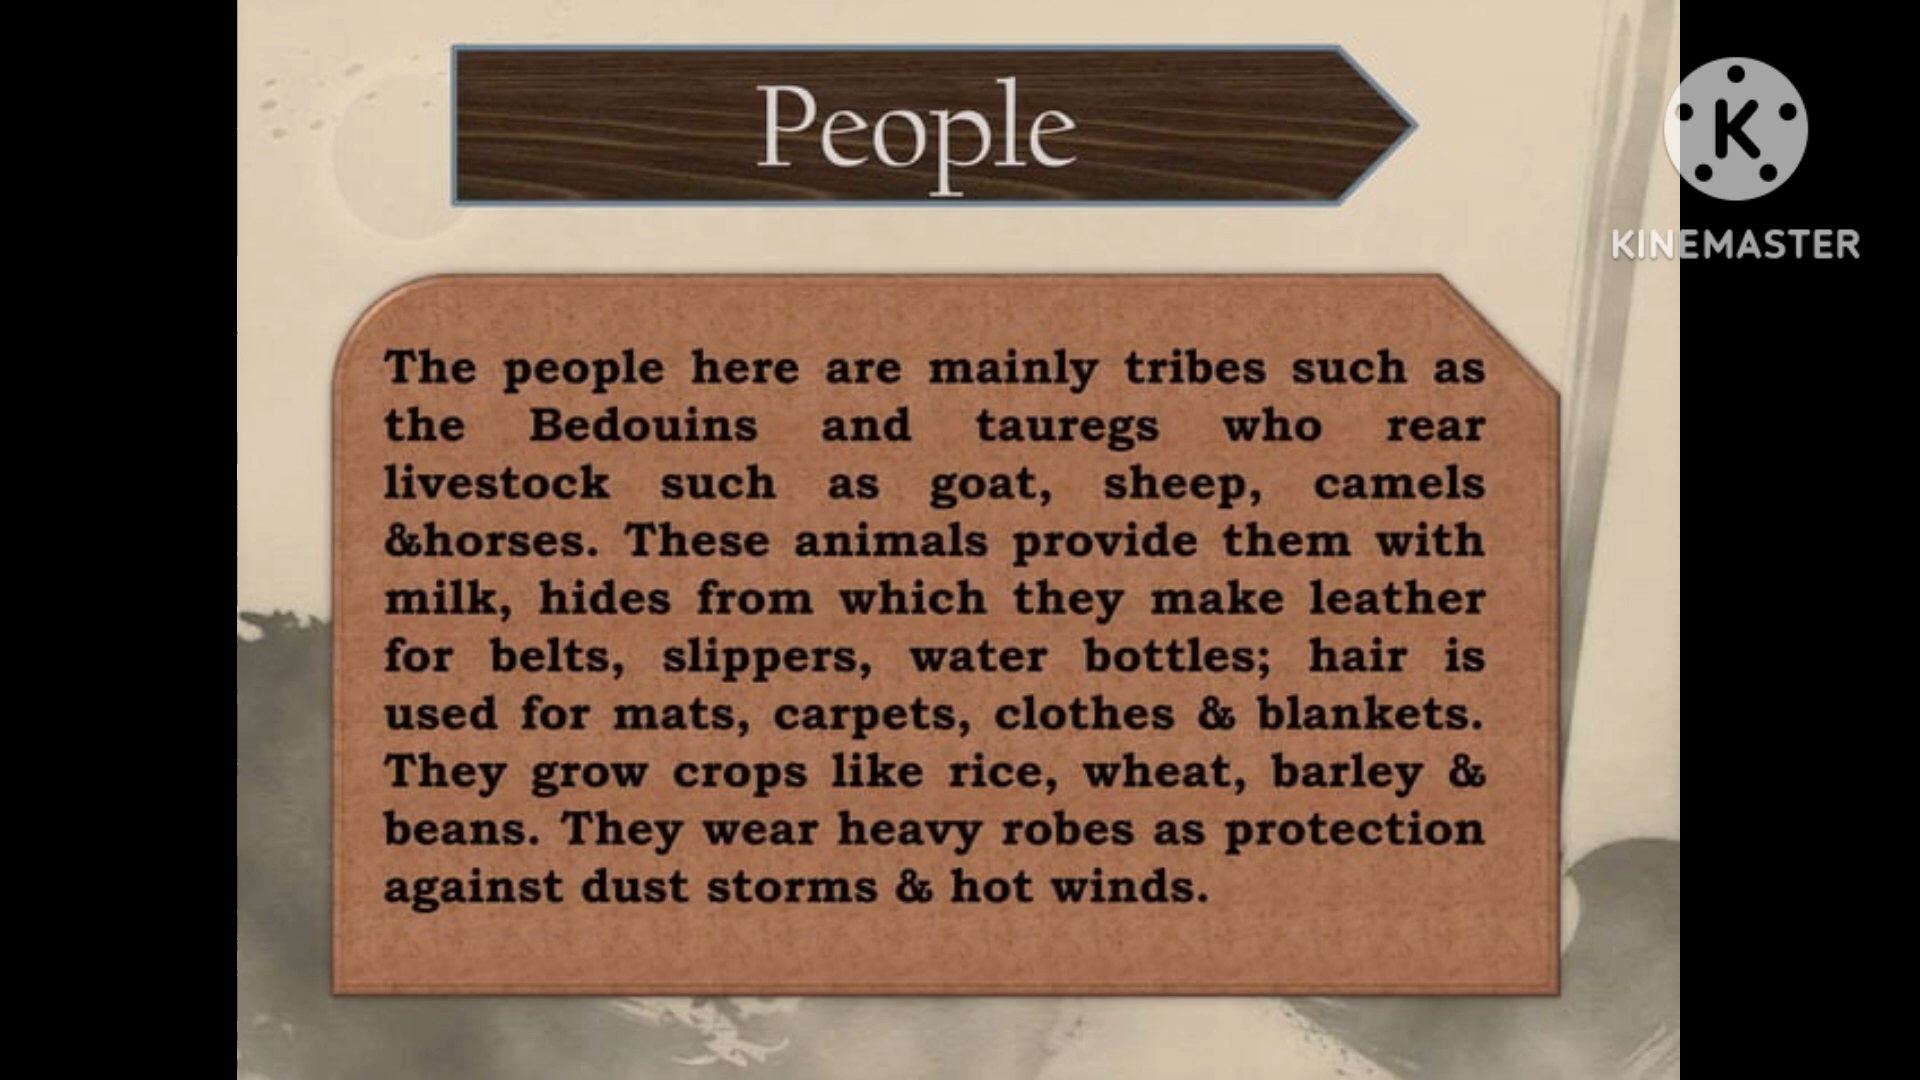 People
K
KINEMASTER
The people here are mainly tribes such as
the Bedouins and tauregs who rear
livestock such as goat, sheep, camels
&horses. These animals provide them with
milk, hides from which they make leather
for belts, slippers, water bottles; hair is
used for mats, carpets, clothes & blankets.
They grow crops like rice, wheat, barley &
beans. They wear heavy robes as protection
against dust storms & hot winds.